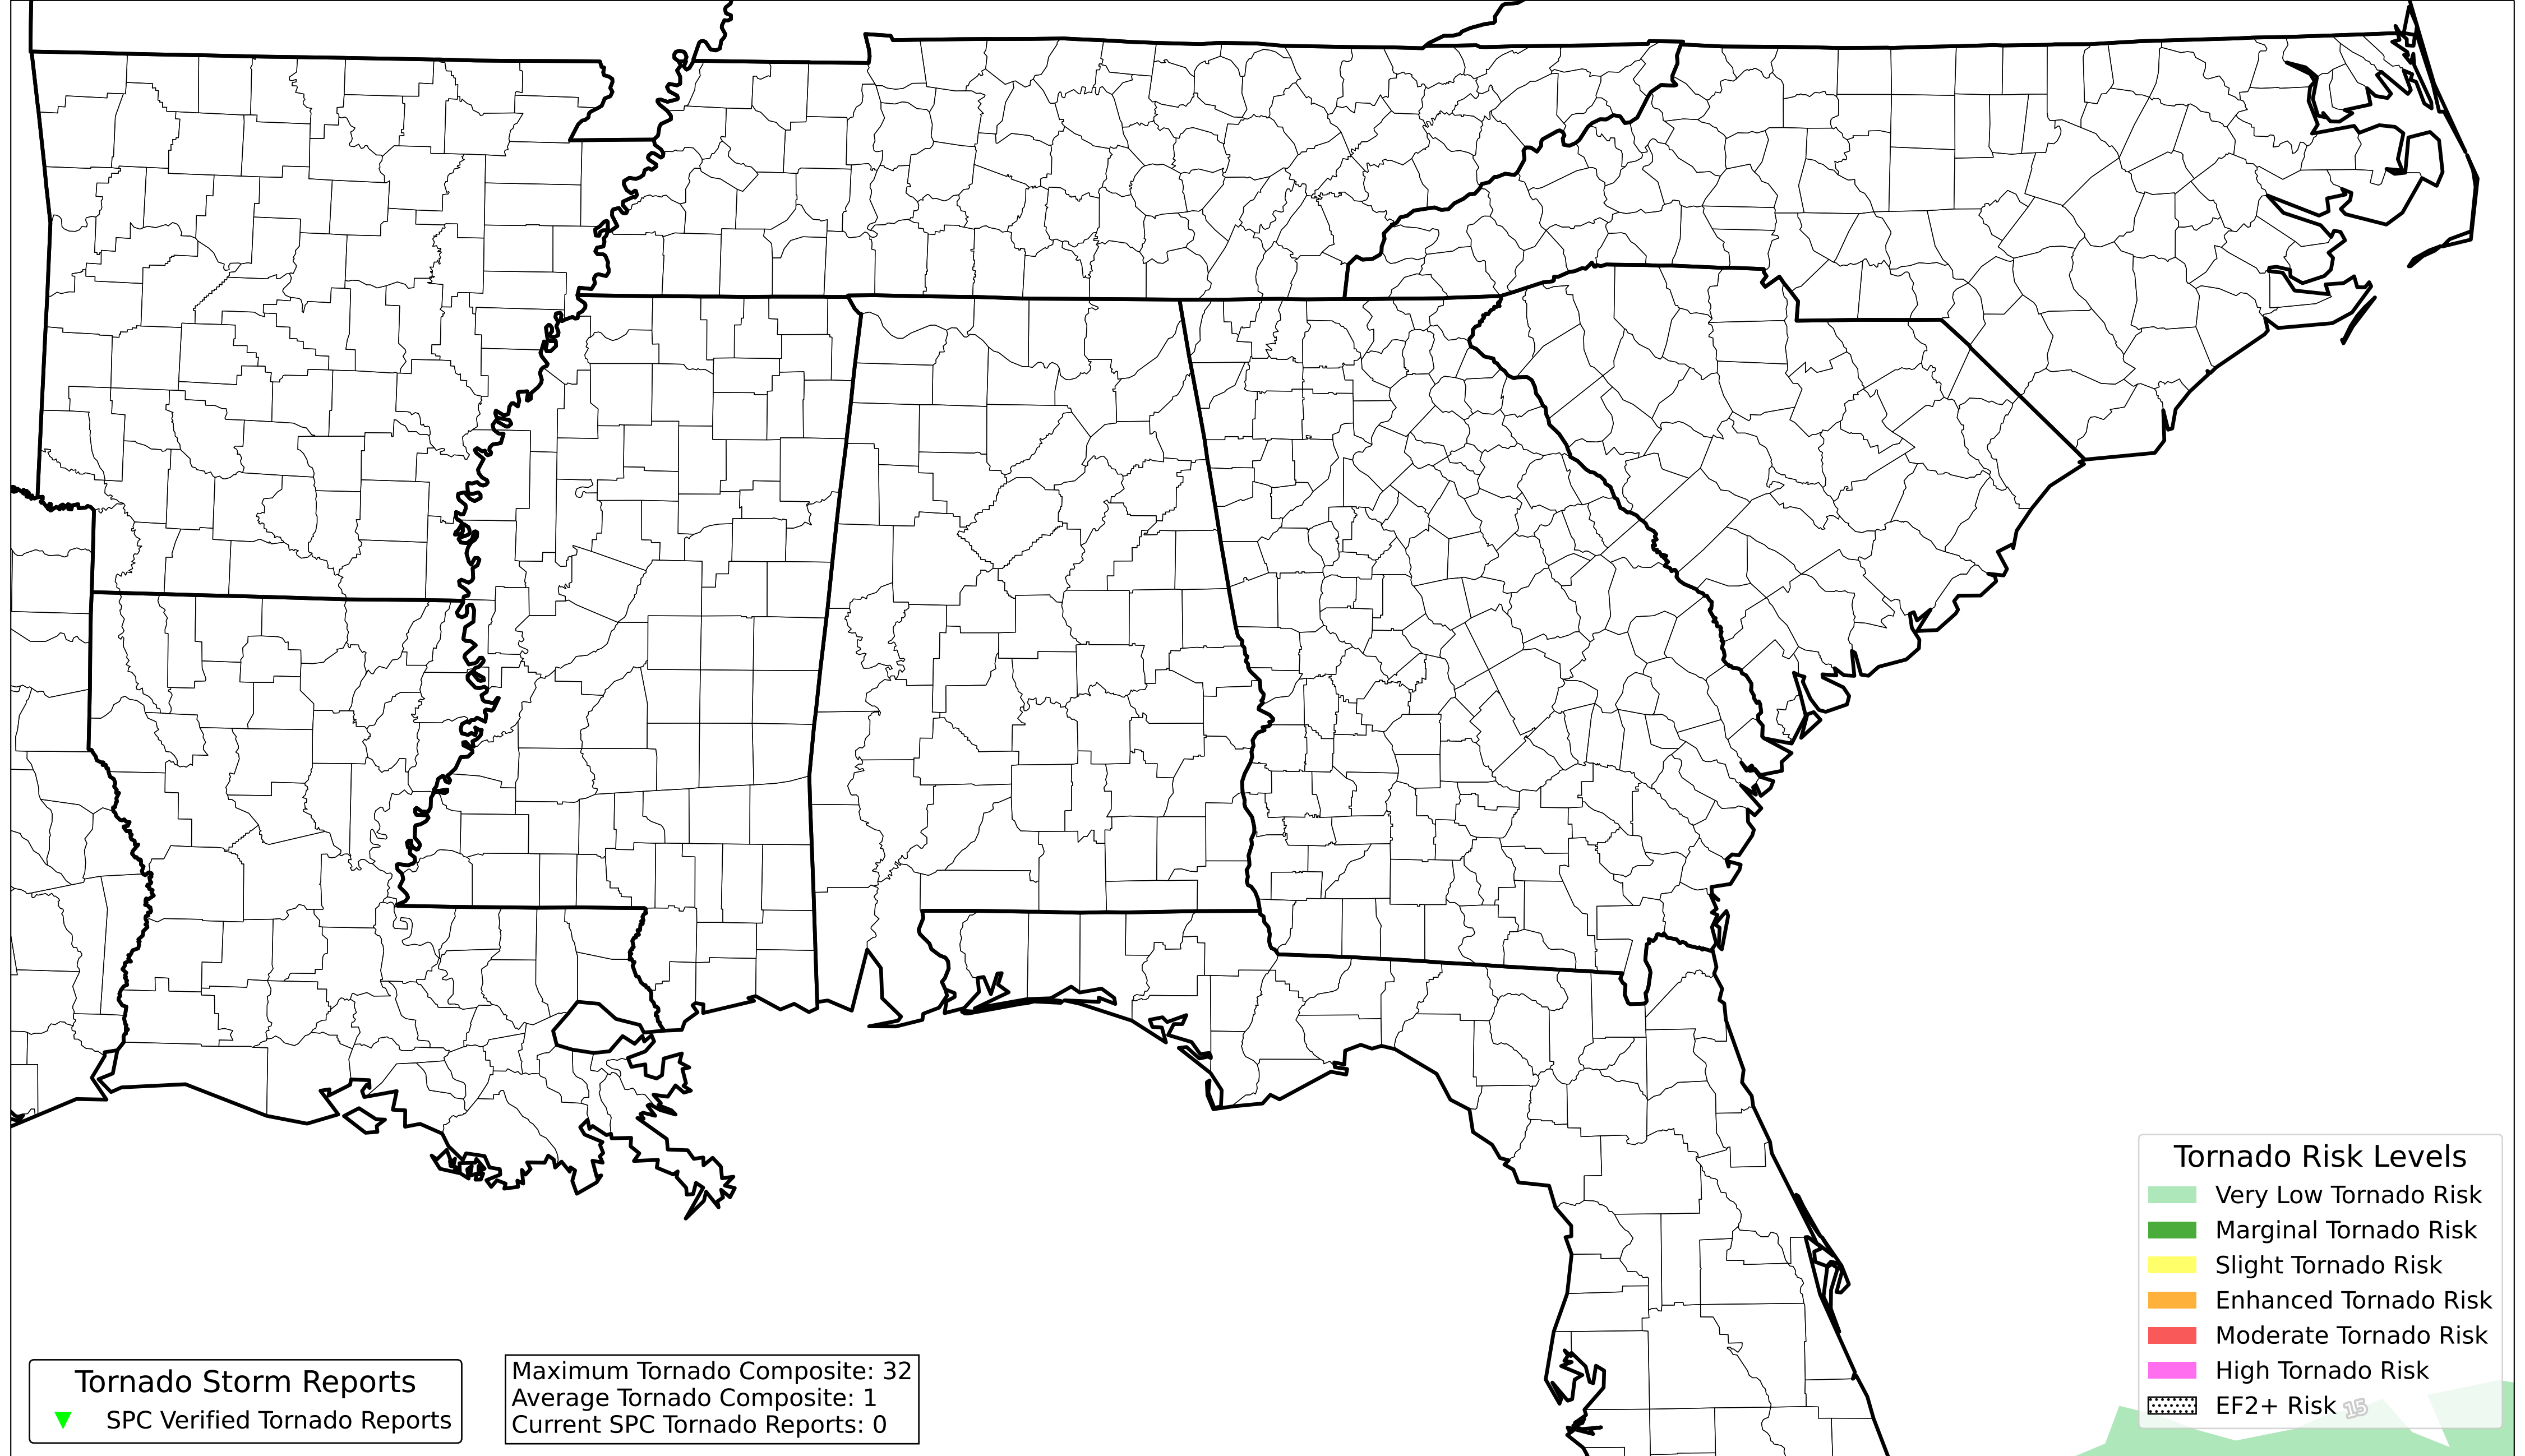 Tornado Risk Levels
Very Low Tornado Risk
Marginal Tornado Risk
Slight Tornado Risk
Enhanced Tornado Risk
Moderate Tornado Risk
High Tornado Risk
EF2+ Risk
15
Tornado Storm Reports
SPC Verified Tornado Reports
Maximum Tornado Composite: 32
Average Tornado Composite: 1
Current SPC Tornado Reports: 0